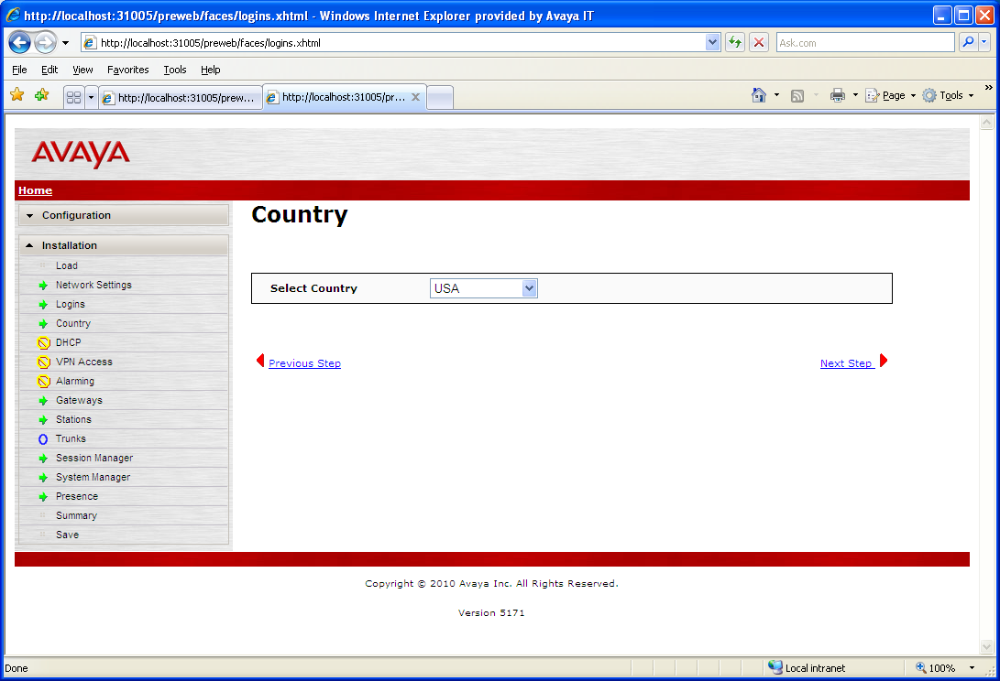 http://localhost:31005/preweb/faces/logins.xhtml - Windows Internet Explorer provided by Avaya IT
http://localhost:31005/preweb/faces/logins.xhtml
Ask.com
File Edit View Favorites Tools Help
http://localhost:31005/prew...
http://localhost:31005/pr...
Page
Tools
AVAYA
Home
Configuration
Country
Installation
Load
Network Settings
Logins
Country
DHCP
VPN Access
Alarming
Gateways
Stations
Trunks
Session Manager
System Manager
Presence
Summary
Save
Select Country USA
Previous Step
Next Step
Copyright © 2010 Avaya Inc. All Rights Reserved.
Version 5171
Done
Local intranet
100%